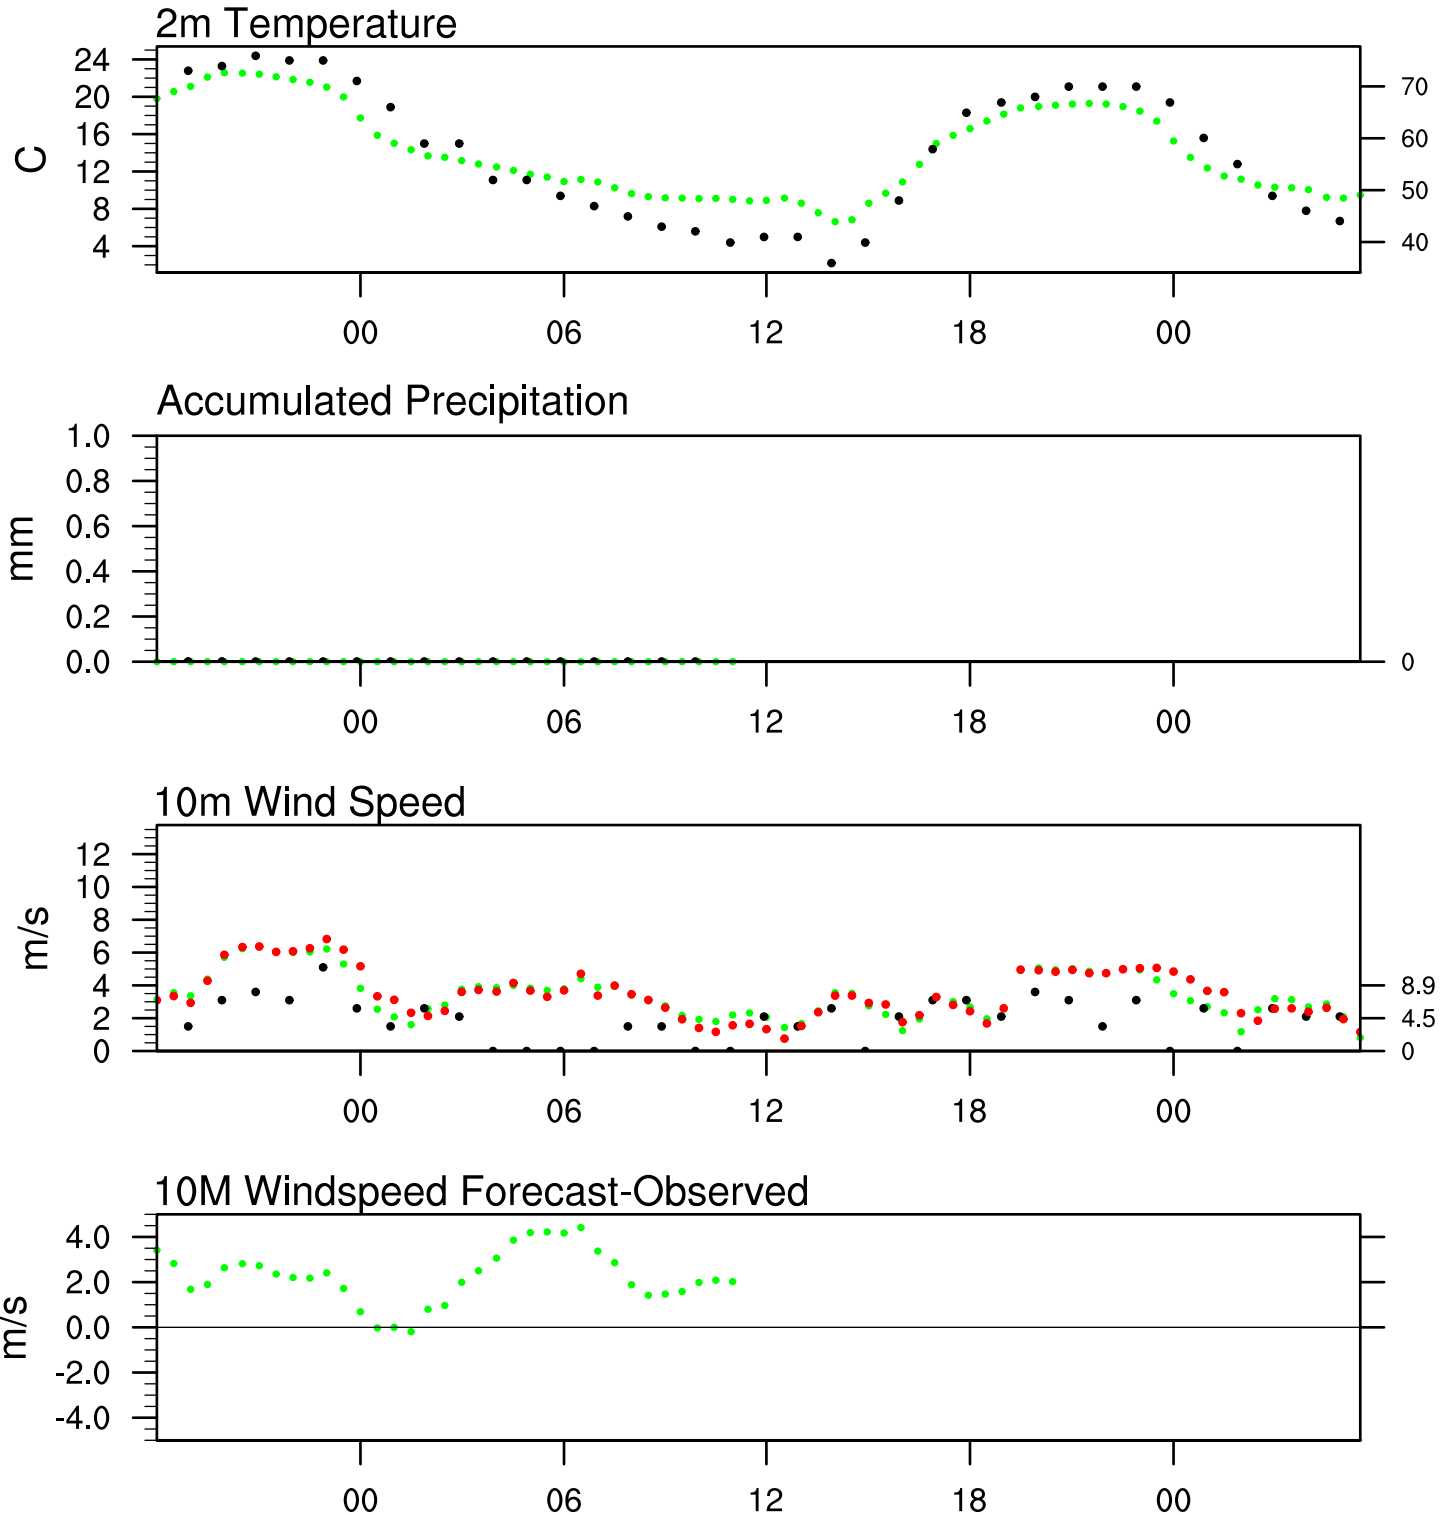 2m Temperature
24
20
16
12
8
4
C
70
60
50
40
00 06 12 18 00
Accumulated Precipitation
1.0
0.8
0.6
0.4
0.2
0.0
mm
0
00 06 12 18 00
10m Wind Speed
12
10
8
6
4
2
0
m/s
8.9
4.5
0
00 06 12 18 00
10M Windspeed Forecast-Observed
4.0
2.0
0.0
-2.0
-4.0
m/s
00 06 12 18 00